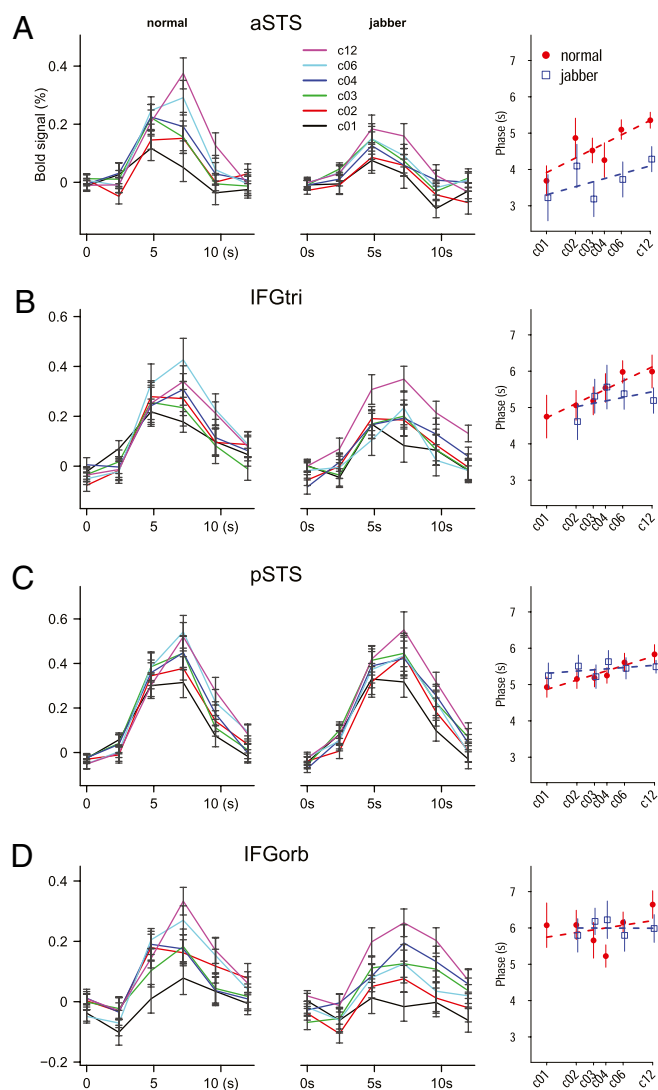 A
aSTS
normal
jabber
Bold signal (%)
0.4
0.2
0
0
5
10 (s)
c12
c06
c04
c03
c02
c01
0s
5s
10s
Phase (s)
6
5
4
3
normal
jabber
c01
c02
c03
c04
c06
c12
B
IFGtri
0.6
0.4
0.2
0
0
5
10 (s)
0s
5s
10s
Phase (s)
7
6
5
4
3
c01
c02
c03
c04
c06
c12
C
pSTS
0.6
0.4
0.2
0
0
5
10 (s)
0s
5s
10s
Phase (s)
7
6
5
4
3
c01
c02
c03
c04
c06
c12
D
IFGorb
0.4
0.2
0.0
−0.2
0
5
10 (s)
0s
5s
10s
Phase (s)
7
6
5
4
3
c01
c02
c03
c04
c06
c12